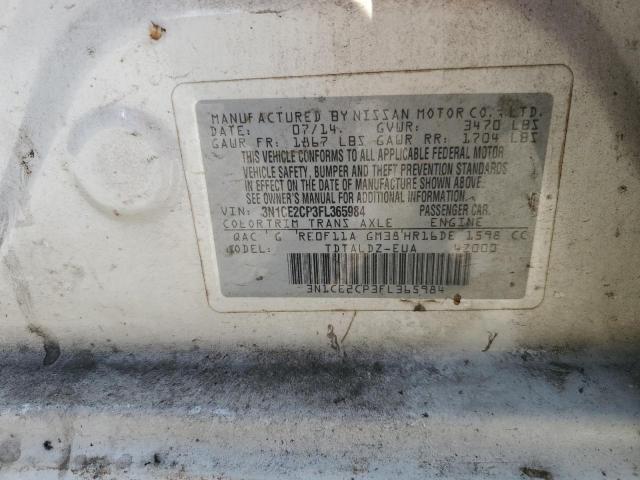 MANUFACTURED BY NISSAN MOTOR CO., LTD.
DATE: 07/14. GVWR: 3470 LBS
GAWR FR: 1867 LBS GAWR RR: 1704 LBS
THIS VEHICLE CONFORMS TO ALL APPLICABLE FEDERAL MOTOR
VEHICLE SAFETY, BUMPER AND THEFT PREVENTION STANDARDS
IN EFFECT ON THE DATE OF MANUFACTURE SHOWN ABOVE.
SEE OWNER'S MANUAL FOR ADDITIONAL INFORMATION.
VIN: 3N1CE2CP3FL365984 PASSENGER CAR.
COLOR TRIM TRANS AXLE ENGINE
QAC G RE0F11A GM38 HR16DE 1598 CC
MODEL: TDTALDZ-EUA 47000
3N1CE2CP3FL365984